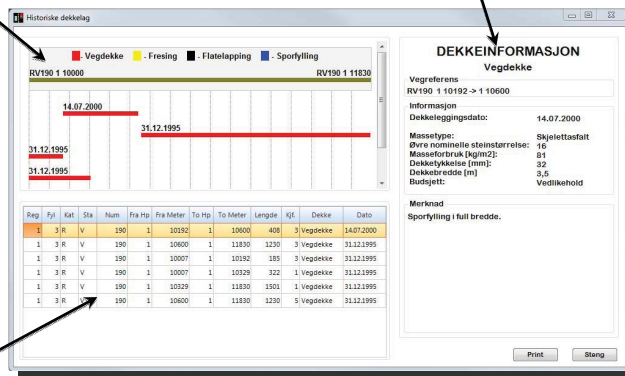 Historiske dekkelag
- Vegdekke - Fresing - Flatelapping - Sporfylling
RV190 1 10000 RV190 1 11830
14.07.2000
31.12.1995
31.12.1995
31.12.1995
Reg Fyl Kat Sta Num Fra Hp Fra Meter To Hp To Meter Lengde Kjf. Dekke Dato
1 3 R V 190 1 10192 1 10600 408 3 Vegdekke 14.07.2000
1 3 R V 190 1 10600 1 11830 1230 3 Vegdekke 31.12.1995
1 3 R V 190 1 10007 1 10192 185 3 Vegdekke 31.12.1995
1 3 R V 190 1 10007 1 10329 322 1 Vegdekke 31.12.1995
1 3 R V 190 1 10329 1 11830 1501 1 Vegdekke 31.12.1995
1 3 R V 190 1 10600 1 11830 1230 5 Vegdekke 31.12.1995
DEKKEINFORMASJON
Vegdekke
Vegreferens
RV190 1 10192 -> 1 10600
Informasjon
Dekkeleggingsdato: 14.07.2000
Massetype: Skjelettasfalt
Øvre nominelle steinstørrelse: 16
Masseforbruk [kg/m2]: 81
Dekketykkelse [mm]: 32
Dekkebredde [m] 3,5
Budsjett: Vedlikehold
Merknad
Sporfylling i full bredde.
Print Steng